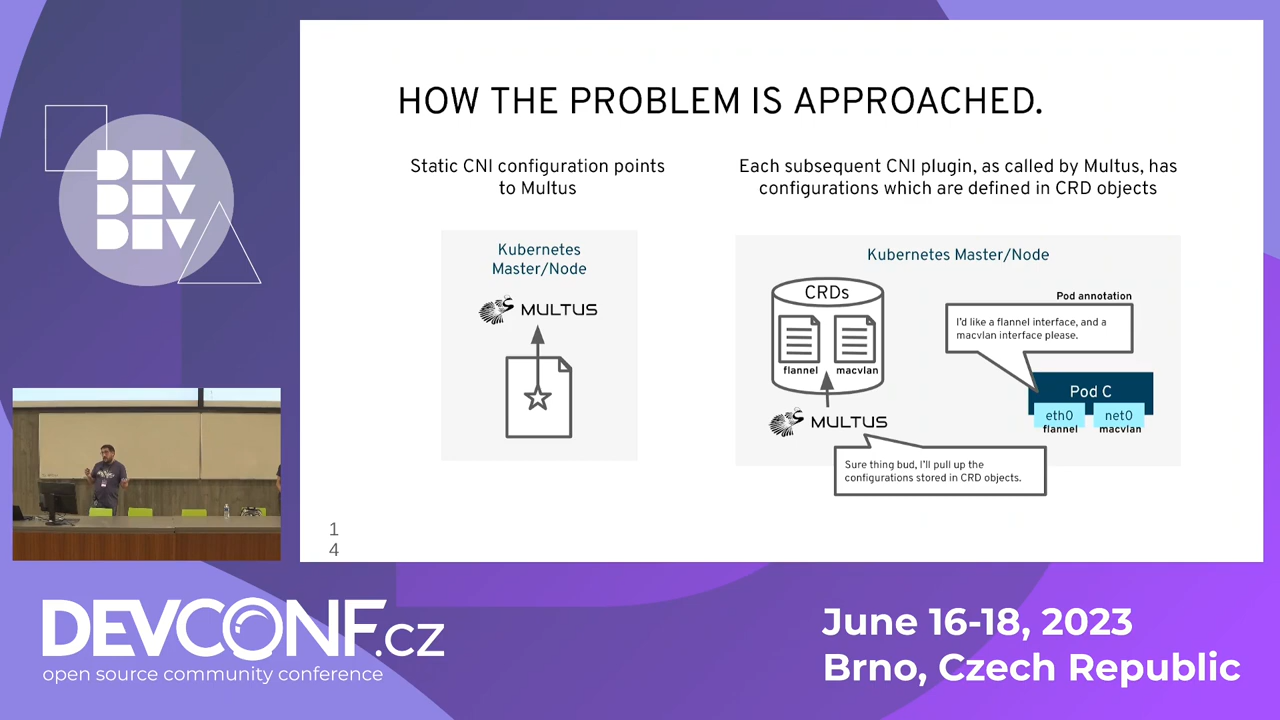 HOW THE PROBLEM IS APPROACHED.
Static CNI configuration points
to Multus
Each subsequent CNI plugin, as called by Multus, has
configurations which are defined in CRD objects
Kubernetes
Master/Node
MULTUS
Kubernetes Master/Node
CRDs
flannel
macvlan
MULTUS
Pod annotation
I'd like a flannel interface, and a
macvlan interface please.
Pod C
eth0
net0
flannel
macvlan
Sure thing bud, I'll pull up the
configurations stored in CRD objects.
1
4
DEV
DEV
DEV
DEVCONF.cz
open source community conference
June 16-18, 2023
Brno, Czech Republic